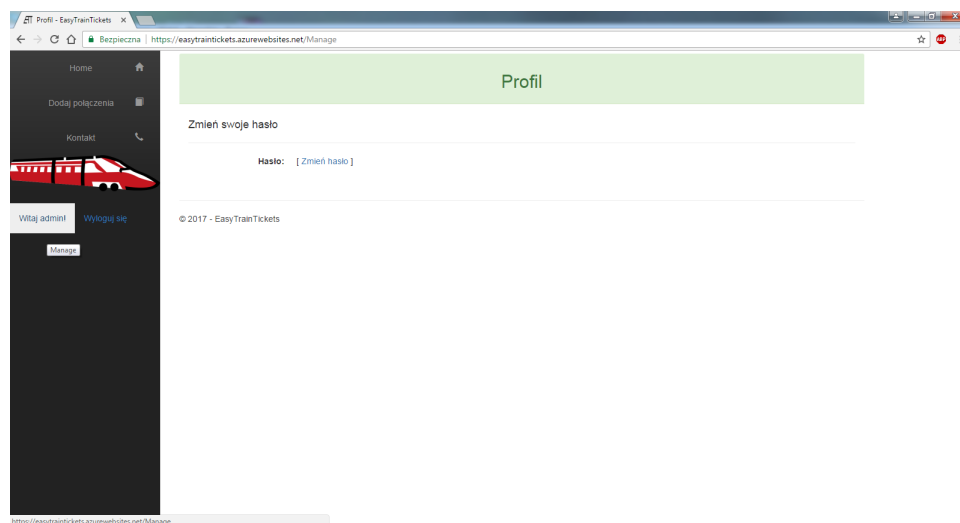 Profil - EasyTrainTickets
Bezpieczna | https://easytraintickets.azurewebsites.net/Manage
ABP
Home
Dodaj połączenia
Kontakt
Witaj admin! Wyloguj się
Manage
Profil
Zmień swoje hasło
Hasło: [ Zmień hasło ]
© 2017 - EasyTrainTickets
https://easytraintickets.azurewebsites.net/Manage